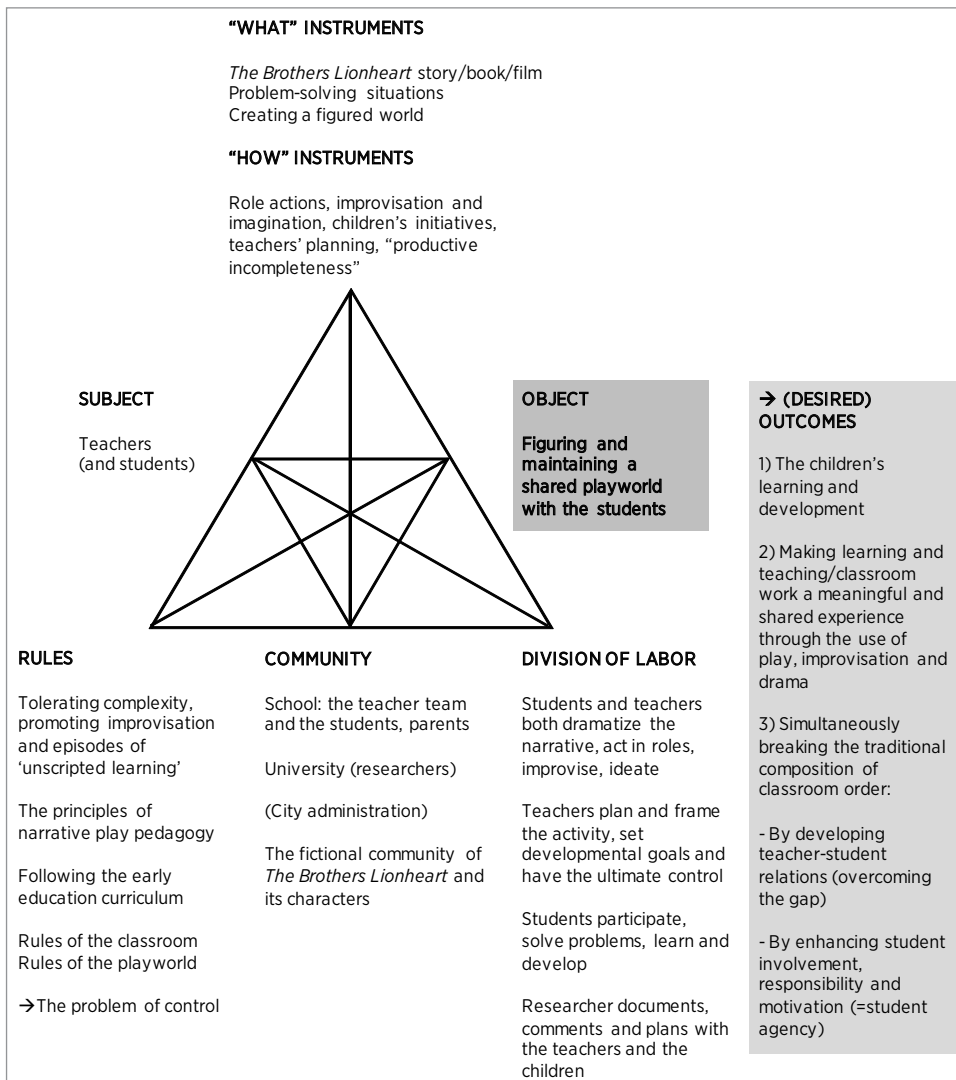 “WHAT” INSTRUMENTS
The Brothers Lionheart story/book/film
Problem-solving situations
Creating a figured world
“HOW” INSTRUMENTS
Role actions, improvisation and
imagination, children’s initiatives,
teachers’ planning, “productive
incompleteness”
SUBJECT
Teachers
(and students)
OBJECT
Figuring and
maintaining a
shared playworld
with the students
→ (DESIRED)
OUTCOMES
1) The children’s
learning and
development
2) Making learning and
teaching/classroom
work a meaningful and
shared experience
through the use of
play, improvisation and
drama
3) Simultaneously
breaking the traditional
composition of
classroom order:
- By developing
teacher-student
relations (overcoming
the gap)
- By enhancing student
involvement,
responsibility and
motivation (=student
agency)
RULES
Tolerating complexity,
promoting improvisation
and episodes of
‘unscripted learning’
The principles of
narrative play pedagogy
Following the early
education curriculum
Rules of the classroom
Rules of the playworld
→The problem of control
COMMUNITY
School: the teacher team
and the students, parents
University (researchers)
(City administration)
The fictional community of
The Brothers Lionheart and
its characters
DIVISION OF LABOR
Students and teachers
both dramatize the
narrative, act in roles,
improvise, ideate
Teachers plan and frame
the activity, set
developmental goals and
have the ultimate control
Students participate,
solve problems, learn and
develop
Researcher documents,
comments and plans with
the teachers and the
children